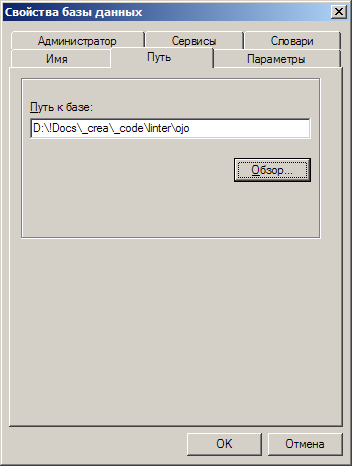 Свойства базы данных
Администратор Сервисы Словари
Имя Путь Параметры
Путь к базе:
D:\!Docs\_crea\_code\linter\ojo
Обзор...
OK Отмена